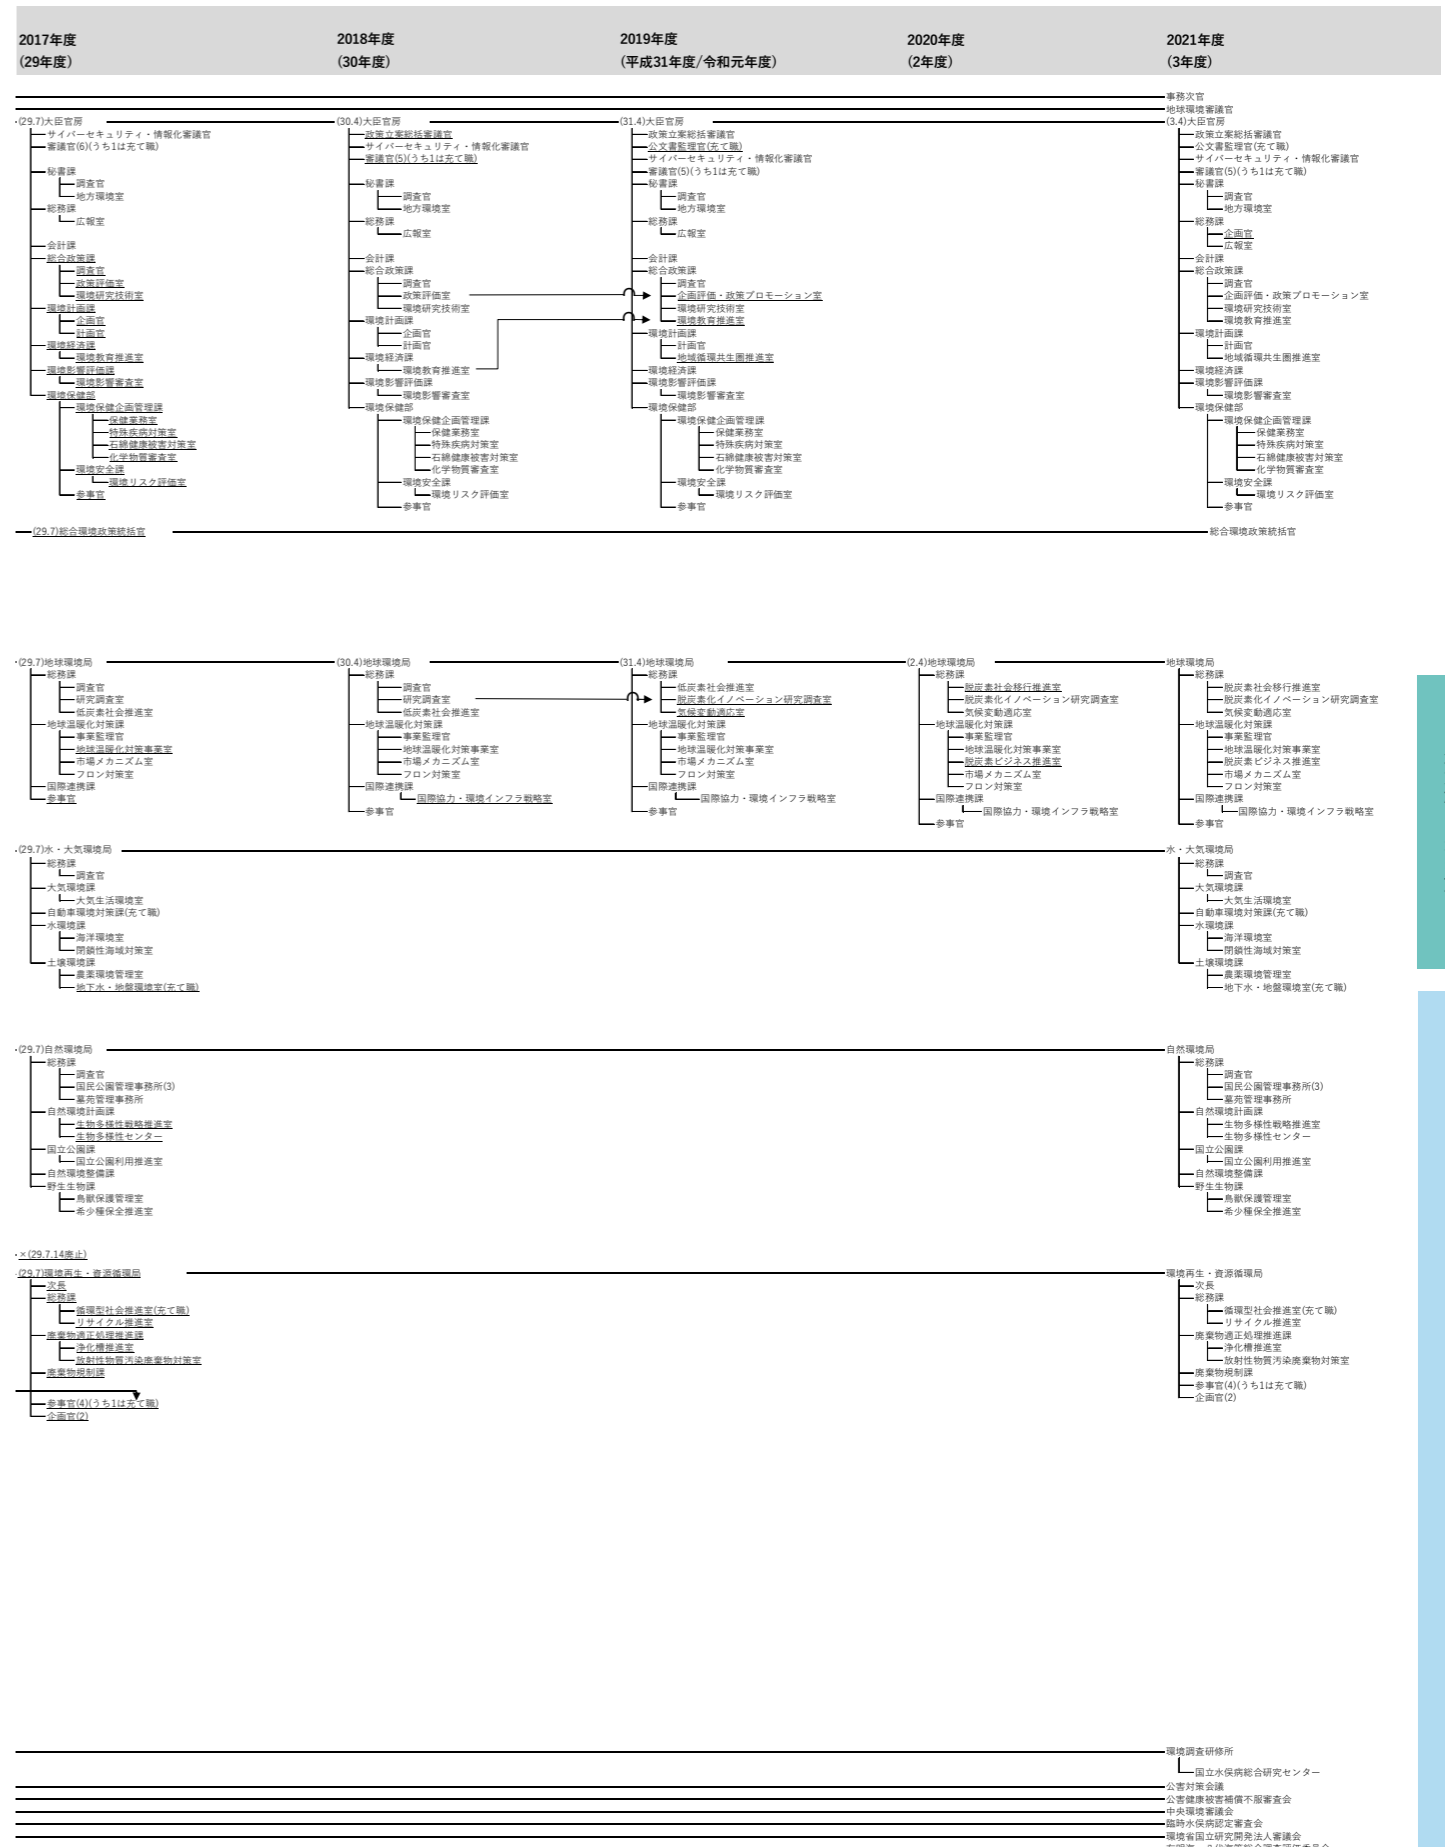 2017年度
(29年度)
2018年度
(30年度)
2019年度
(平成31年度/令和元年度)
2020年度
(2年度)
2021年度
(3年度)
事務次官
地球環境審議官
(29.7)大臣官房
サイバーセキュリティ・情報化審議官
審議官(6)(うち1は充て職)
秘書課
調査官
地方環境室
総務課
広報室
会計課
総合政策課
調査官
政策評価室
環境研究技術室
環境計画課
企画官
計画官
環境経済課
環境教育推進室
環境影響評価課
環境影響審査室
環境保健部
環境保健企画管理課
保健業務室
特殊疾病対策室
石綿健康被害対策室
化学物質審査室
環境安全課
環境リスク評価室
参事官
(30.4)大臣官房
政策立案総括審議官
サイバーセキュリティ・情報化審議官
審議官(5)(うち1は充て職)
秘書課
調査官
地方環境室
総務課
広報室
会計課
総合政策課
調査官
政策評価室
環境研究技術室
環境計画課
企画官
計画官
環境経済課
環境教育推進室
環境影響評価課
環境影響審査室
環境保健部
環境保健企画管理課
保健業務室
特殊疾病対策室
石綿健康被害対策室
化学物質審査室
環境安全課
環境リスク評価室
参事官
(31.4)大臣官房
政策立案総括審議官
公文書監理官(充て職)
サイバーセキュリティ・情報化審議官
審議官(5)(うち1は充て職)
秘書課
調査官
地方環境室
総務課
広報室
会計課
総合政策課
調査官
企画評価・政策プロモーション室
環境研究技術室
環境教育推進室
環境計画課
計画官
地域循環共生圏推進室
環境経済課
環境影響評価課
環境影響審査室
環境保健部
環境保健企画管理課
保健業務室
特殊疾病対策室
石綿健康被害対策室
化学物質審査室
環境安全課
環境リスク評価室
参事官
(3.4)大臣官房
政策立案総括審議官
公文書監理官(充て職)
サイバーセキュリティ・情報化審議官
審議官(5)(うち1は充て職)
秘書課
調査官
地方環境室
総務課
企画官
広報室
会計課
総合政策課
調査官
企画評価・政策プロモーション室
環境研究技術室
環境教育推進室
環境計画課
計画官
地域循環共生圏推進室
環境経済課
環境影響評価課
環境影響審査室
環境保健部
環境保健企画管理課
保健業務室
特殊疾病対策室
石綿健康被害対策室
化学物質審査室
環境安全課
環境リスク評価室
参事官
(29.7)総合環境政策統括官
総合環境政策統括官
(29.7)地球環境局
総務課
調査官
研究調査室
低炭素社会推進室
地球温暖化対策課
事業監理官
地球温暖化対策事業室
市場メカニズム室
フロン対策室
国際連携課
参事官
(30.4)地球環境局
総務課
調査官
研究調査室
低炭素社会推進室
地球温暖化対策課
事業監理官
地球温暖化対策事業室
市場メカニズム室
フロン対策室
国際連携課
国際協力・環境インフラ戦略室
参事官
(31.4)地球環境局
総務課
低炭素社会推進室
脱炭素化イノベーション研究調査室
気候変動適応室
地球温暖化対策課
事業監理官
地球温暖化対策事業室
市場メカニズム室
フロン対策室
国際連携課
国際協力・環境インフラ戦略室
参事官
(2.4)地球環境局
総務課
脱炭素社会移行推進室
脱炭素化イノベーション研究調査室
気候変動適応室
地球温暖化対策課
事業監理官
地球温暖化対策事業室
脱炭素ビジネス推進室
市場メカニズム室
フロン対策室
国際連携課
国際協力・環境インフラ戦略室
参事官
地球環境局
総務課
脱炭素社会移行推進室
脱炭素化イノベーション研究調査室
気候変動適応室
地球温暖化対策課
事業監理官
地球温暖化対策事業室
脱炭素ビジネス推進室
市場メカニズム室
フロン対策室
国際連携課
国際協力・環境インフラ戦略室
参事官
(29.7)水・大気環境局
総務課
調査官
大気環境課
大気生活環境室
自動車環境対策課(充て職)
水環境課
海洋環境室
閉鎖性海域対策室
土壌環境課
農薬環境管理室
地下水・地盤環境室(充て職)
水・大気環境局
総務課
調査官
大気環境課
大気生活環境室
自動車環境対策課(充て職)
水環境課
海洋環境室
閉鎖性海域対策室
土壌環境課
農薬環境管理室
地下水・地盤環境室(充て職)
(29.7)自然環境局
総務課
調査官
国民公園管理事務所(3)
墓苑管理事務所
自然環境計画課
生物多様性戦略推進室
生物多様性センター
国立公園課
国立公園利用推進室
自然環境整備課
野生生物課
鳥獣保護管理室
希少種保全推進室
自然環境局
総務課
調査官
国民公園管理事務所(3)
墓苑管理事務所
自然環境計画課
生物多様性戦略推進室
生物多様性センター
国立公園課
国立公園利用推進室
自然環境整備課
野生生物課
鳥獣保護管理室
希少種保全推進室
×(29.7.14廃止)
(29.7)環境再生・資源循環局
次長
総務課
循環型社会推進室(充て職)
リサイクル推進室
廃棄物適正処理推進課
浄化槽推進室
放射性物質汚染廃棄物対策室
廃棄物規制課
参事官(4)(うち1は充て職)
企画官(2)
環境再生・資源循環局
次長
総務課
循環型社会推進室(充て職)
リサイクル推進室
廃棄物適正処理推進課
浄化槽推進室
放射性物質汚染廃棄物対策室
廃棄物規制課
参事官(4)(うち1は充て職)
企画官(2)
環境調査研修所
国立水俣病総合研究センター
公害対策会議
公害健康被害補償不服審査会
中央環境審議会
臨時水俣病認定審査会
環境省国立研究開発法人審議会